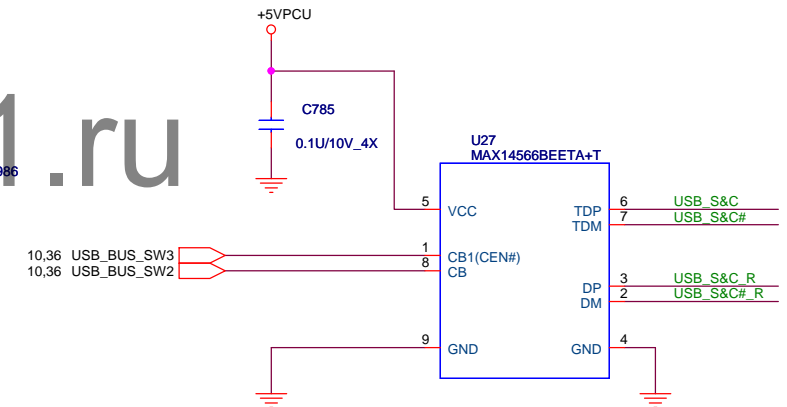 +5VPCU
C785
0.1U/10V_4X
1.ru
986
U27
MAX14566BEETA+T
5 VCC TDP 6 USB_S&C
TDM 7 USB_S&C#
10,36 USB_BUS_SW3 1 CB1(CEN#)
10,36 USB_BUS_SW2 8 CB
DP 3 USB_S&C_R
DM 2 USB_S&C#_R
9 GND GND 4